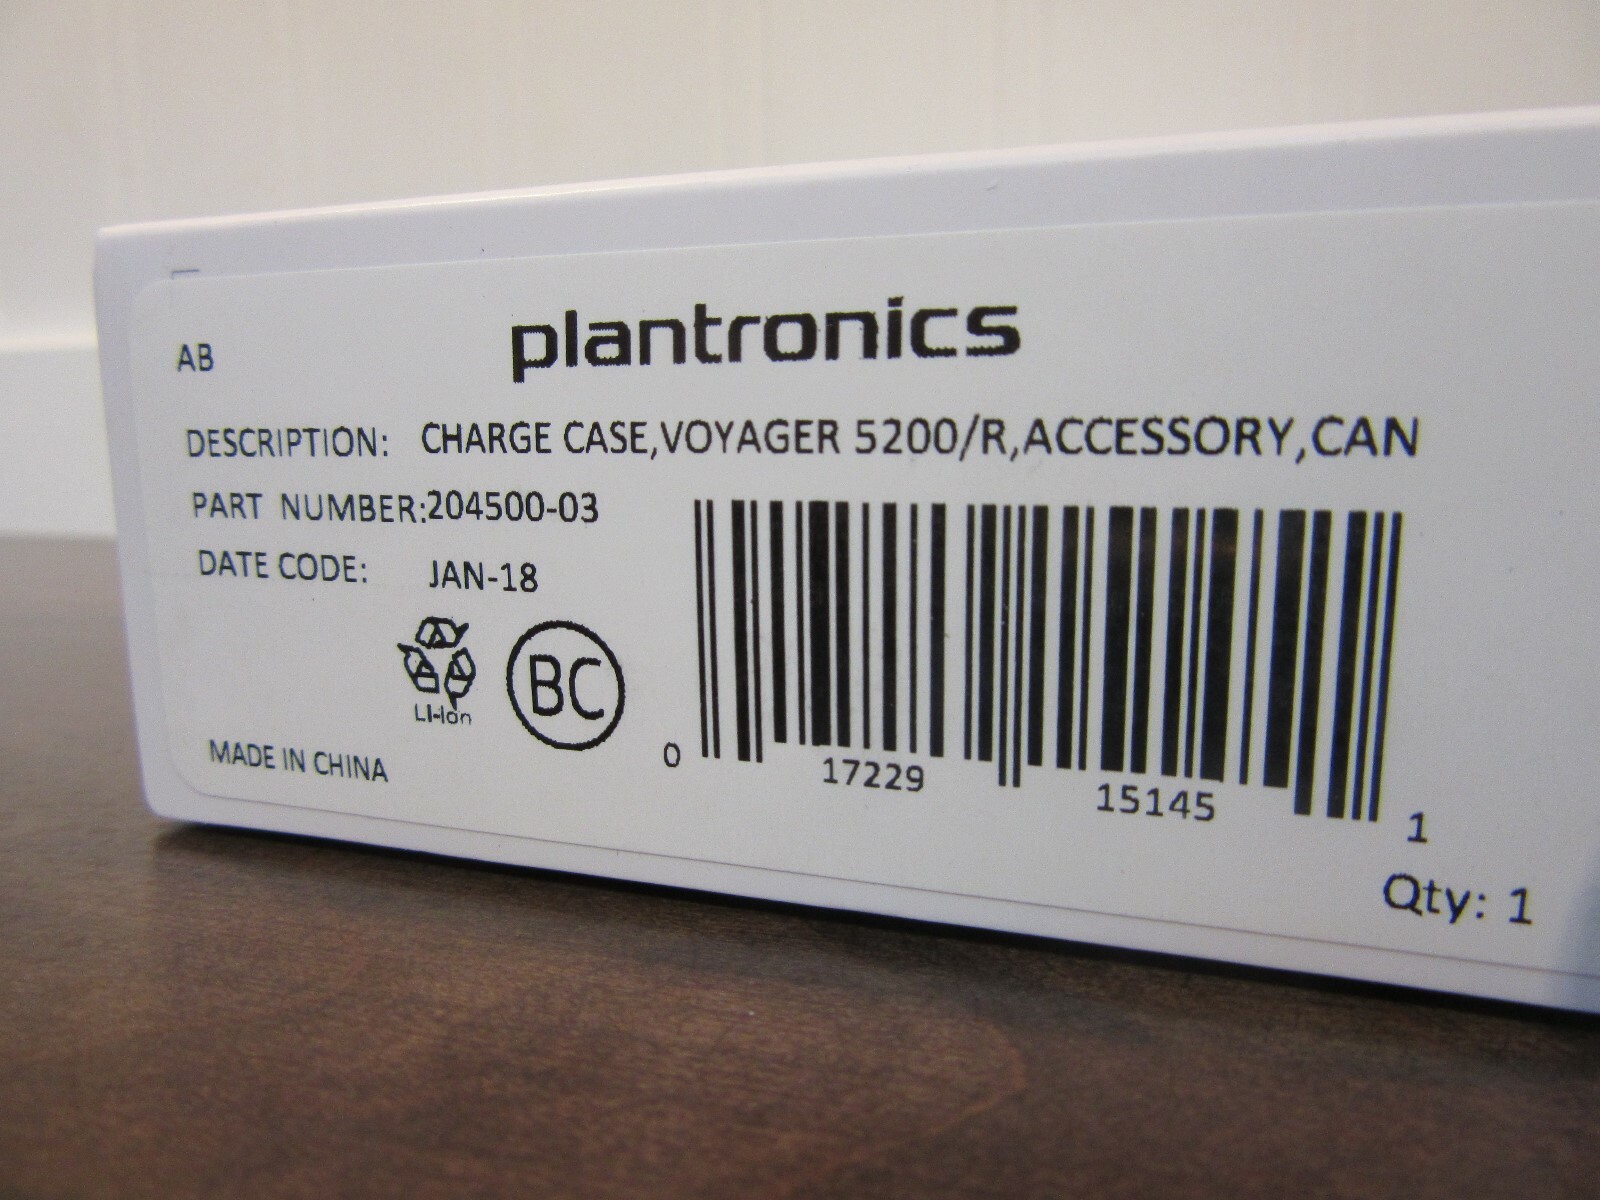 plantronics
AB
DESCRIPTION: CHARGE CASE,VOYAGER 5200/R,ACCESSORY,CAN
PART NUMBER:204500-03
DATE CODE: JAN-18
LI-Ion
BC
MADE IN CHINA
0 17229 15145 1
Qty: 1